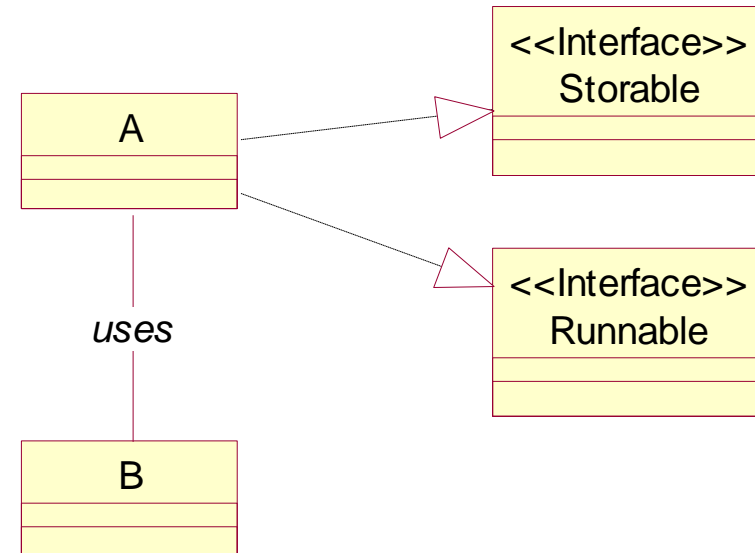 <<Interface>>
Storable
A
<<Interface>>
Runnable
uses
B